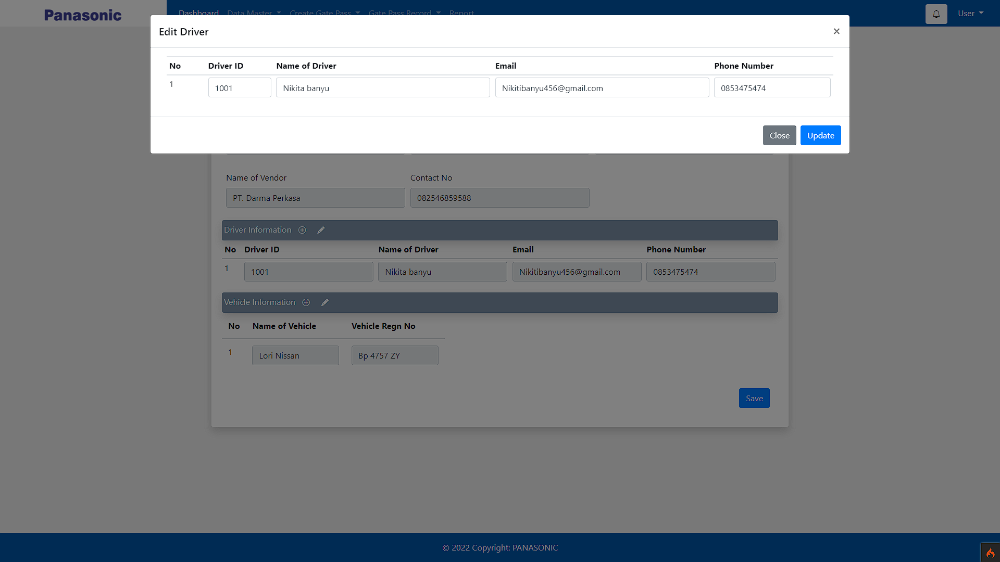 Panasonic
Dashboard Data Master Create Gate Pass Gate Pass Record Report User
Edit Driver ×
No Driver ID Name of Driver Email Phone Number
1 1001 Nikita banyu Nikitibanyu456@gmail.com 0853475474
Close Update
Name of Vendor Contact No
PT. Darma Perkasa 082546859588
Driver Information
No Driver ID Name of Driver Email Phone Number
1 1001 Nikita banyu Nikitibanyu456@gmail.com 0853475474
Vehicle Information
No Name of Vehicle Vehicle Regn No
1 Lori Nissan Bp 4757 ZY
Save
© 2022 Copyright: PANASONIC